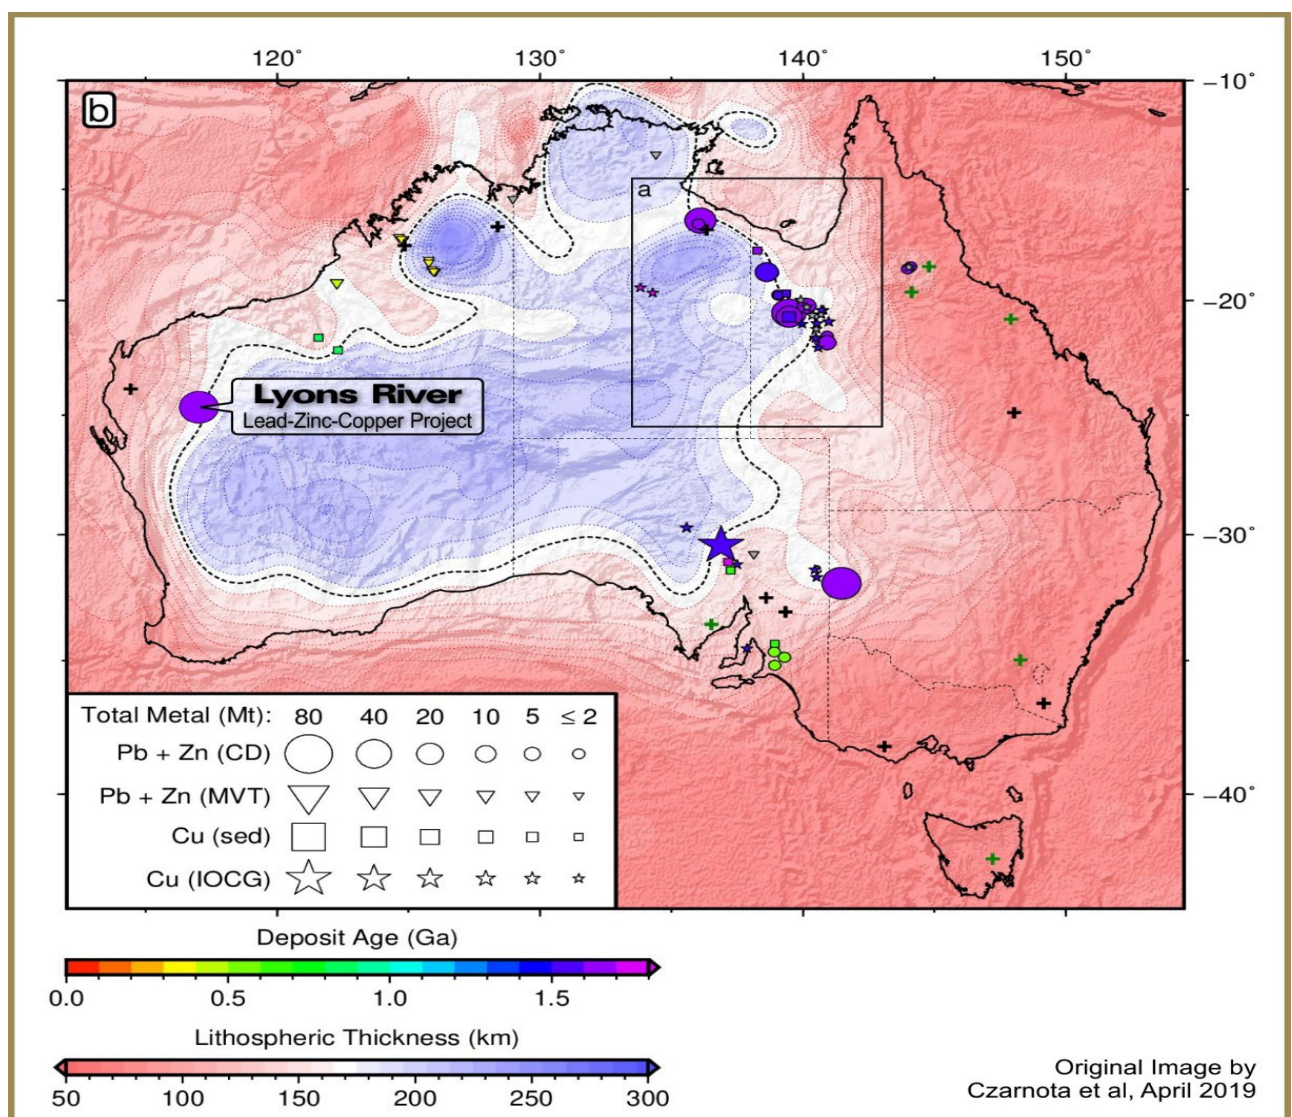 120° 130° 140° 150°
b
−10°
a
−20°
Lyons River
Lead-Zinc-Copper Project
−30°
Total Metal (Mt): 80 40 20 10 5 ≤ 2
Pb + Zn (CD)
Pb + Zn (MVT)
−40°
Cu (sed)
Cu (IOCG)
Deposit Age (Ga)
0.0 0.5 1.0 1.5
Lithospheric Thickness (km)
50 100 150 200 250 300
Original Image by
Czarnota et al, April 2019